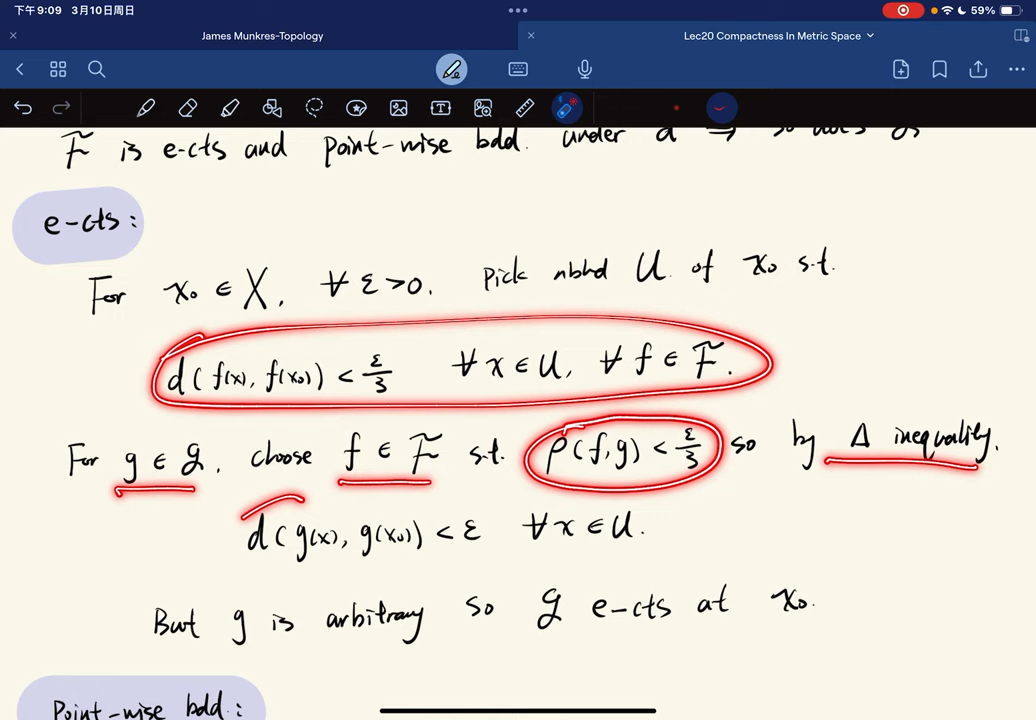 下午9:09 3月10日周日 59%
James Munkres-Topology
Lec20 Compactness In Metric Space
F is e-cts and point-wise bdd. under d ⇒ so does
e-cts:
For x₀ ∈ X, ∀ ε>0. Pick nbhd U of x₀ s.t.
d(f(x), f(x₀)) < ε/3 ∀ x ∈ U, ∀ f ∈ F.
For g ∈ G, choose f ∈ F s.t. ρ(f,g) < ε/3 so by Δ inequality.
d(g(x), g(x₀)) < ε ∀ x ∈ U.
But g is arbitrary so G e-cts at x₀.
Point-wise bdd.: